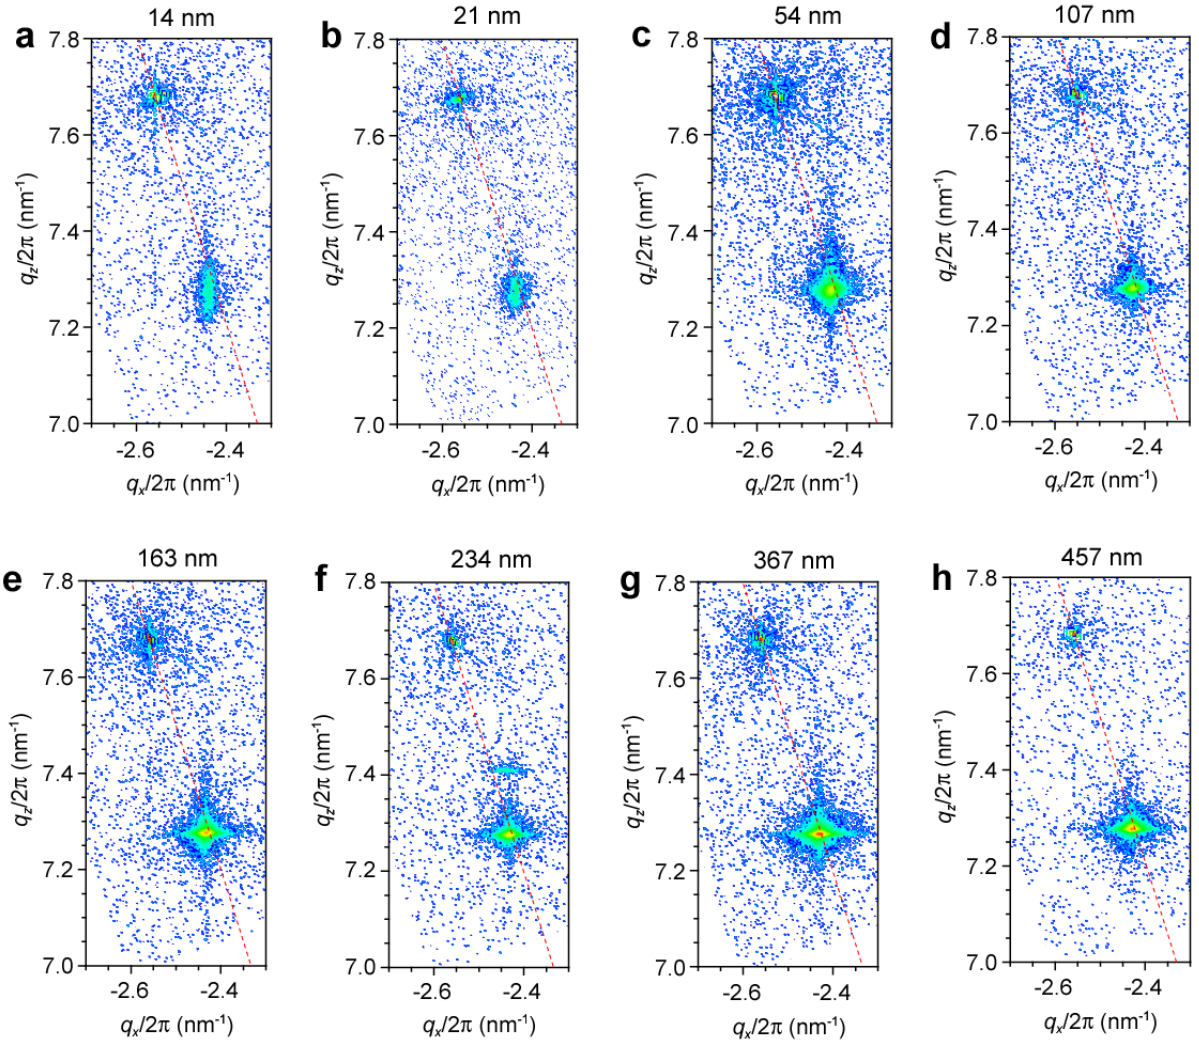 14 nm
21 nm
54 nm
107 nm
a
b
c
d
7.8
7.6
7.4
7.2
7.0
qz/2π (nm-1)
-2.6 -2.4
qx/2π (nm-1)
7.8
7.6
7.4
7.2
7.0
qz/2π (nm-1)
-2.6 -2.4
qx/2π (nm-1)
7.8
7.6
7.4
7.2
7.0
qz/2π (nm-1)
-2.6 -2.4
qx/2π (nm-1)
7.8
7.6
7.4
7.2
7.0
qz/2π (nm-1)
-2.6 -2.4
qx/2π (nm-1)
163 nm
234 nm
367 nm
457 nm
e
f
g
h
7.8
7.6
7.4
7.2
7.0
qz/2π (nm-1)
-2.6 -2.4
qx/2π (nm-1)
7.8
7.6
7.4
7.2
7.0
qz/2π (nm-1)
-2.6 -2.4
qx/2π (nm-1)
7.8
7.6
7.4
7.2
7.0
qz/2π (nm-1)
-2.6 -2.4
qx/2π (nm-1)
7.8
7.6
7.4
7.2
7.0
qz/2π (nm-1)
-2.6 -2.4
qx/2π (nm-1)